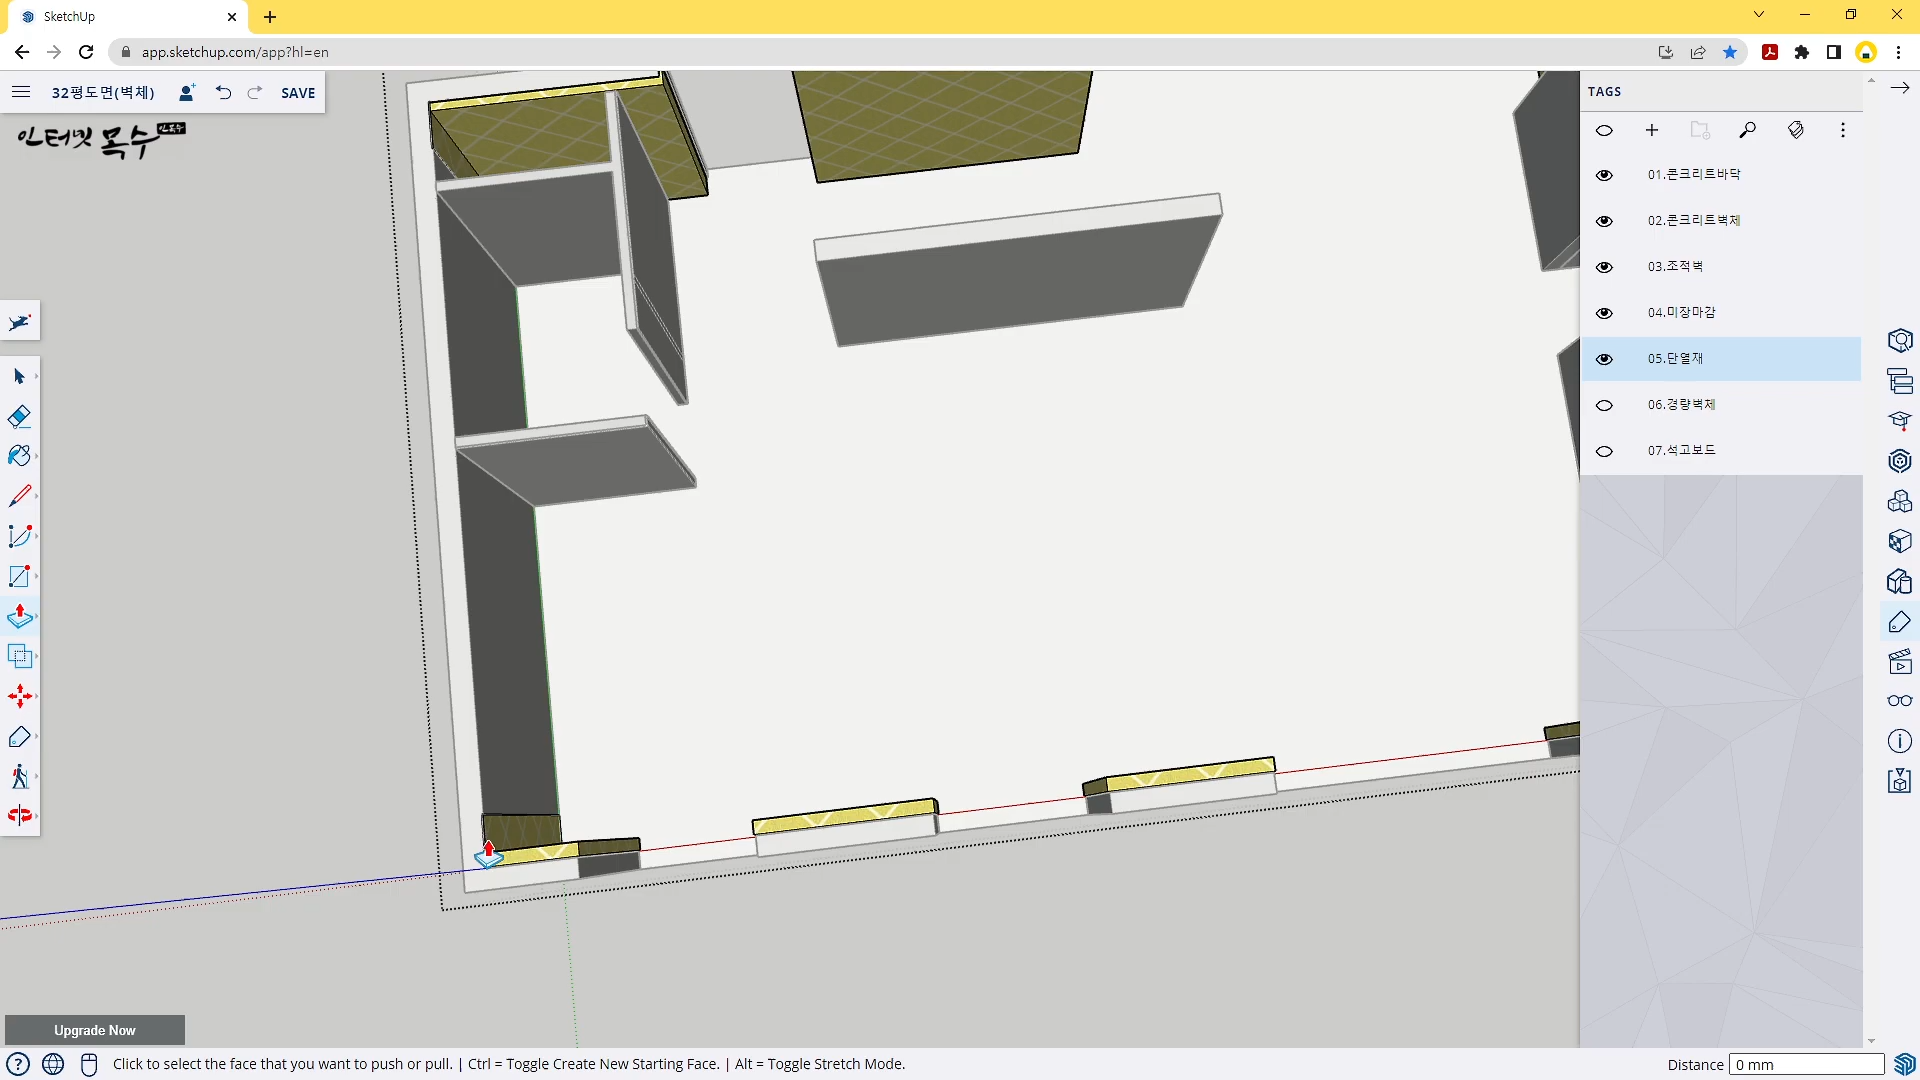 SketchUp
app.sketchup.com/app?hl=en
32평도면(벽체)
SAVE
인터넷 목수
TAGS
01.콘크리트바닥
02.콘크리트벽체
03.조적벽
04.미장마감
05.단열재
06.경량벽체
07.석고보드
Upgrade Now
Click to select the face that you want to push or pull. | Ctrl = Toggle Create New Starting Face. | Alt = Toggle Stretch Mode.
Distance 0 mm